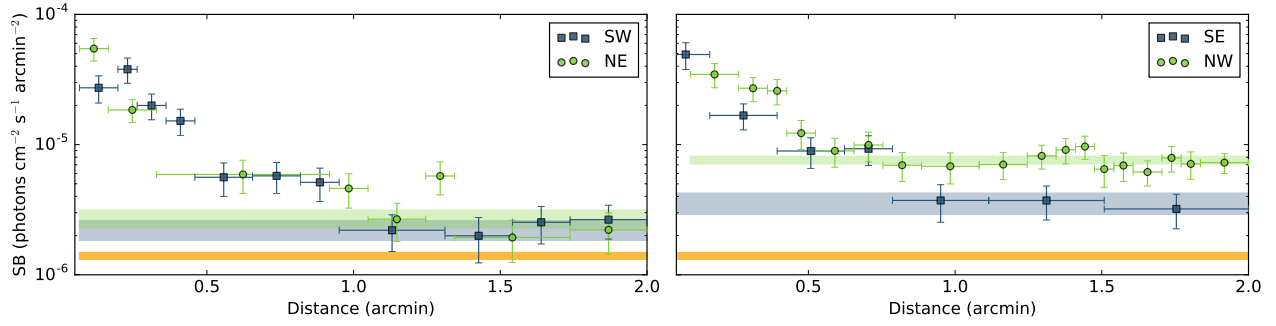 SB (photons cm⁻² s⁻¹ arcmin⁻²)
10⁻⁴
10⁻⁵
10⁻⁶
SW
NE
0.5
1.0
1.5
2.0
Distance (arcmin)
SE
NW
0.5
1.0
1.5
2.0
Distance (arcmin)